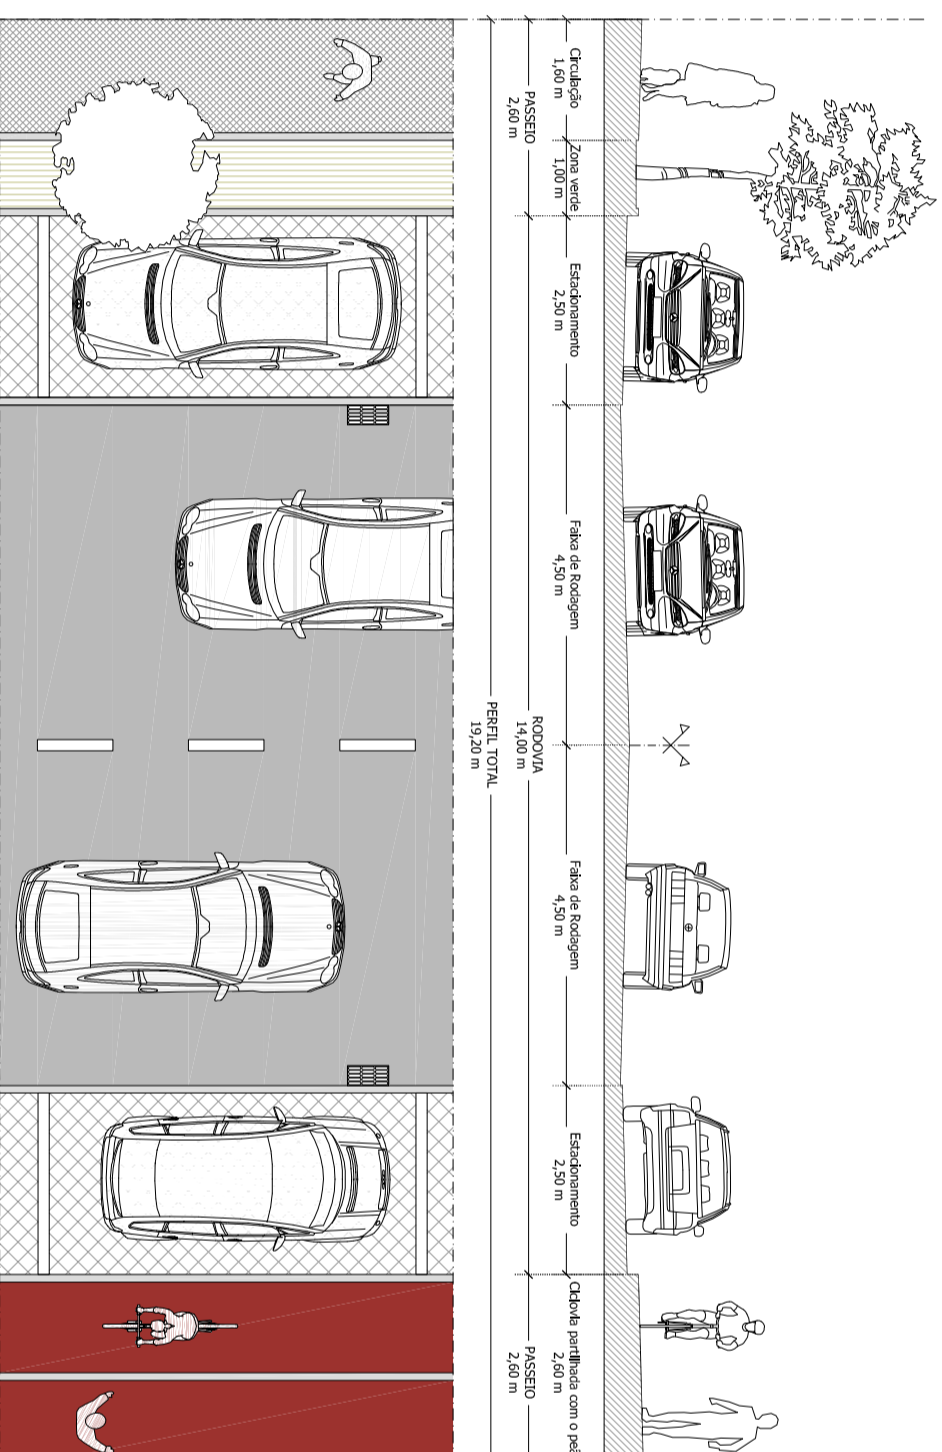 Circulação
1,60 m
Zona verde
1,00 m
Estacionamento
2,50 m
Faixa de Rodagem
4,50 m
Faixa de Rodagem
4,50 m
Estacionamento
2,50 m
Ciclovia partilhada com o peã
2,60 m
PASSEIO
2,60 m
RODOVIA
14,00 m
PASSEIO
2,60 m
PERFIL TOTAL
19,20 m